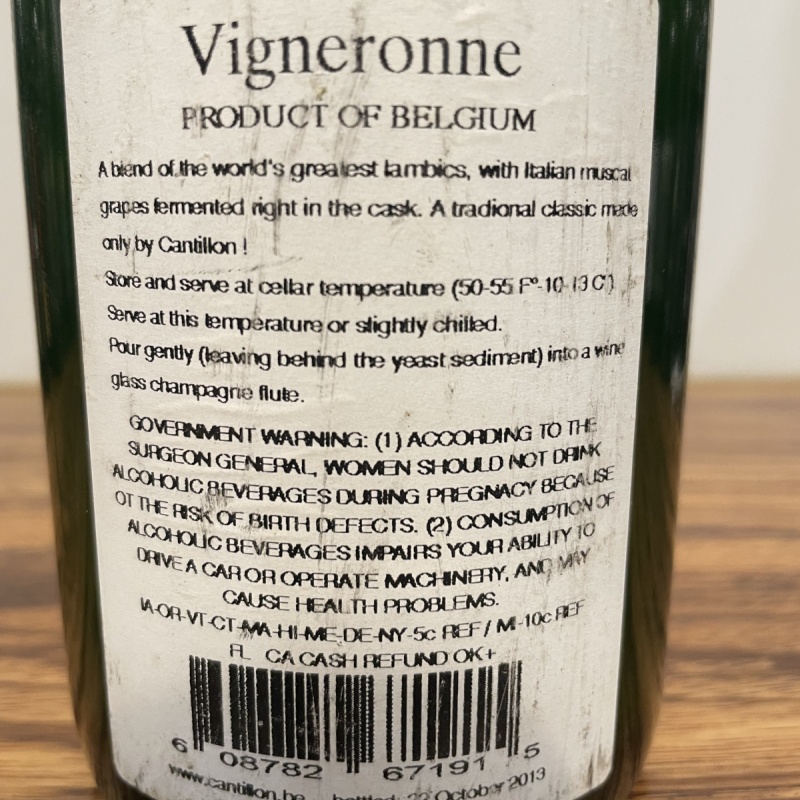 Vigneronne
PRODUCT OF BELGIUM
A blend of the world's greatest lambics, with Italian muscat
grapes fermented right in the cask. A tradional classic made
only by Cantillon !
Store and serve at cellar temperature (50-55 F°-10-13 C°)
Serve at this temperature or slightly chilled.
Pour gently (leaving behind the yeast sediment) into a wine
glass champagne flute.
GOVERNMENT WARNING: (1) ACCORDING TO THE
SURGEON GENERAL, WOMEN SHOULD NOT DRINK
ALCOHOLIC BEVERAGES DURING PREGNACY BECAUSE
OT THE RISK OF BIRTH DEFECTS. (2) CONSUMPTION OF
ALCOHOLIC BEVERAGES IMPAIRS YOUR ABILITY TO
DRIVE A CAR OR OPERATE MACHINERY, AND MAY
CAUSE HEALTH PROBLEMS.
IA-OR-VT-CT-MA-HI-ME-DE-NY-5c REF / MI-10c REF
FL CA CASH REFUND OK+
6 08782 67191 5
www.cantillon.be bottled: 22 October 2013